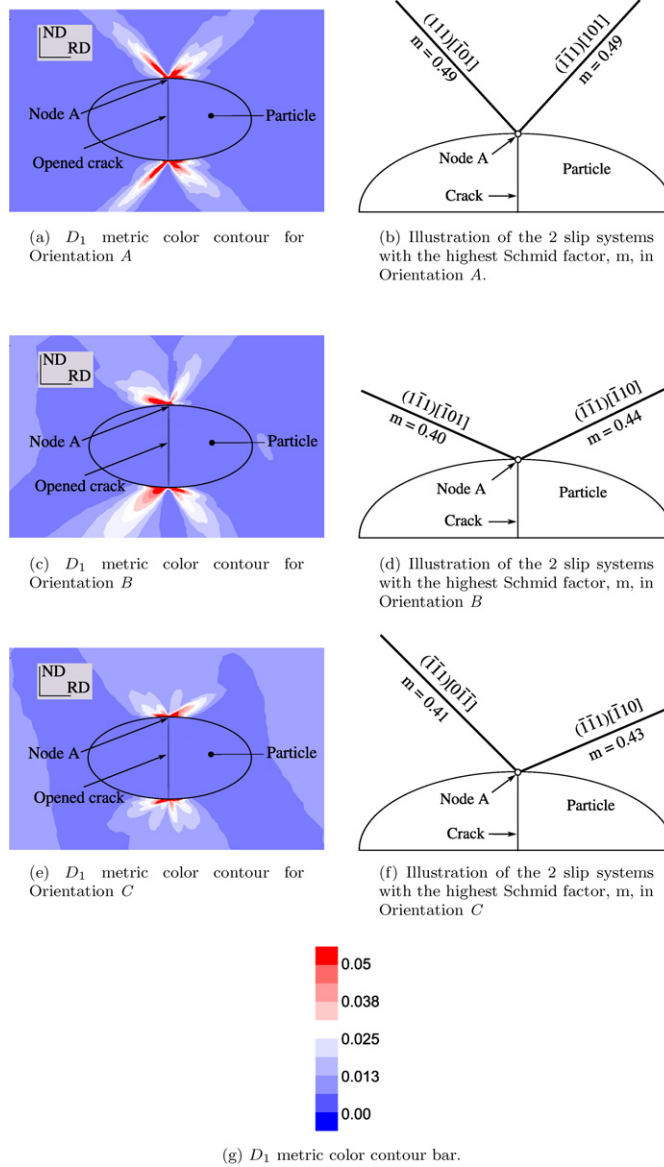 ND
RD
Node A
Particle
Opened crack
(a) D₁ metric color contour for
Orientation A
(111)[1̄01]
m = 0.49
(1̄1̄1)[101]
m = 0.49
Node A
Particle
Crack
(b) Illustration of the 2 slip systems
with the highest Schmid factor, m, in
Orientation A.
ND
RD
Node A
Particle
Opened crack
(c) D₁ metric color contour for
Orientation B
(11̄1)[1̄01]
m = 0.40
(1̄1̄1)[1̄10]
m = 0.44
Node A
Particle
Crack
(d) Illustration of the 2 slip systems
with the highest Schmid factor, m, in
Orientation B
ND
RD
Node A
Particle
Opened crack
(e) D₁ metric color contour for
Orientation C
(1̄1̄1)[01̄1̄]
m = 0.41
(1̄1̄1)[1̄10]
m = 0.43
Node A
Particle
Crack
(f) Illustration of the 2 slip systems
with the highest Schmid factor, m, in
Orientation C
0.05
0.038
0.025
0.013
0.00
(g) D₁ metric color contour bar.